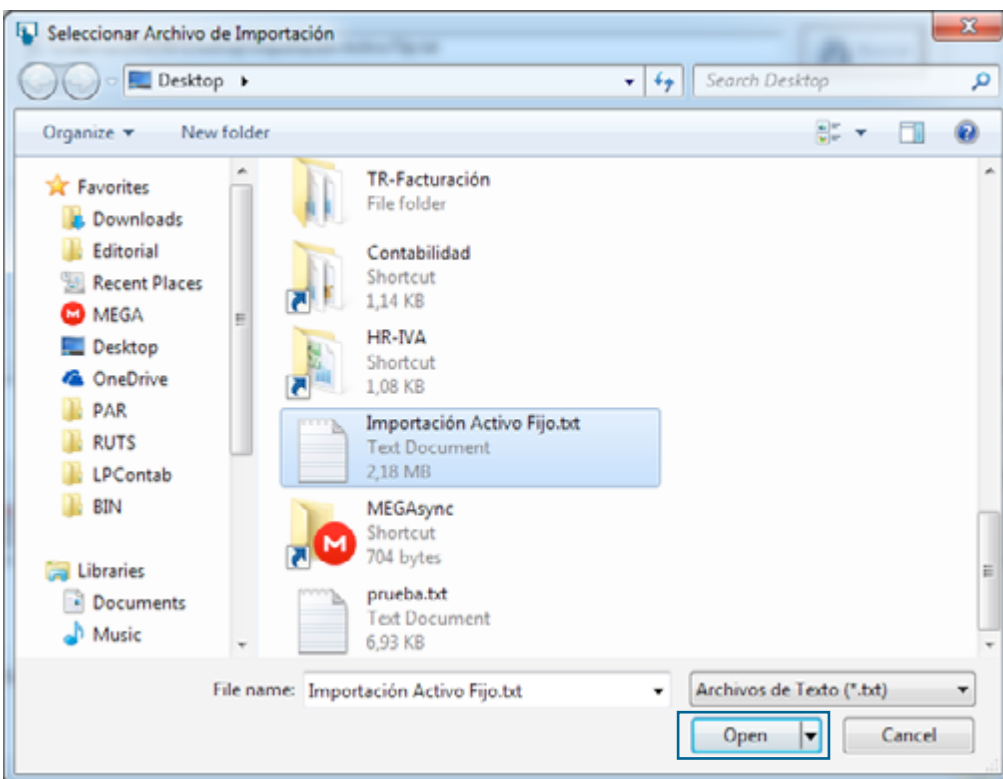 Seleccionar Archivo de Importación
Desktop
Search Desktop
Organize
New folder
Favorites
Downloads
Editorial
Recent Places
MEGA
Desktop
OneDrive
PAR
RUTS
LPContab
BIN
Libraries
Documents
Music
TR-Facturación
File folder
Contabilidad
Shortcut
1,14 KB
HR-IVA
Shortcut
1,08 KB
Importación Activo Fijo.txt
Text Document
2,18 MB
MEGAsync
Shortcut
704 bytes
prueba.txt
Text Document
6,93 KB
File name: Importación Activo Fijo.txt
Archivos de Texto (*.txt)
Open
Cancel